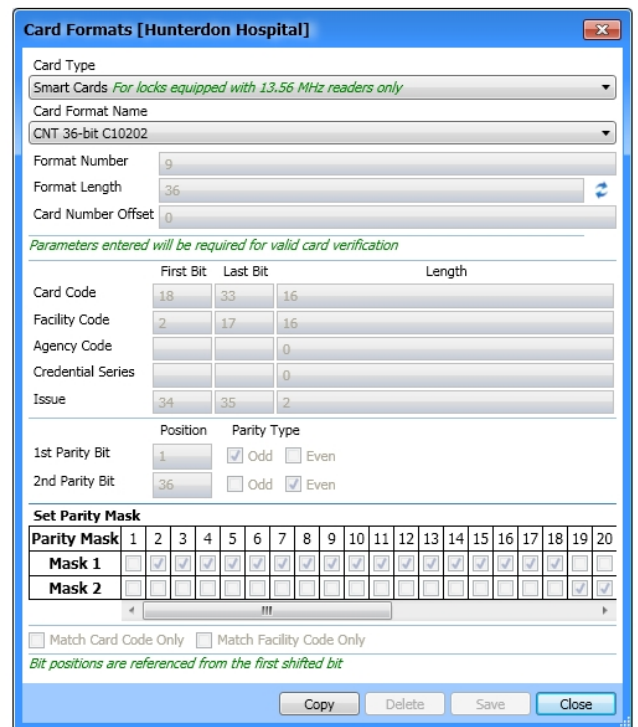 Card Formats [Hunterdon Hospital]
Card Type
Smart Cards For locks equipped with 13.56 MHz readers only
Card Format Name
CNT 36-bit C10202
Format Number 9
Format Length 36
Card Number Offset 0
Parameters entered will be required for valid card verification
First Bit Last Bit Length
Card Code 18 33 16
Facility Code 2 17 16
Agency Code 0
Credential Series 0
Issue 34 35 2
Position Parity Type
1st Parity Bit 1 Odd Even
2nd Parity Bit 36 Odd Even
Set Parity Mask
Parity Mask 1 2 3 4 5 6 7 8 9 10 11 12 13 14 15 16 17 18 19 20
Mask 1
Mask 2
Match Card Code Only Match Facility Code Only
Bit positions are referenced from the first shifted bit
Copy Delete Save Close